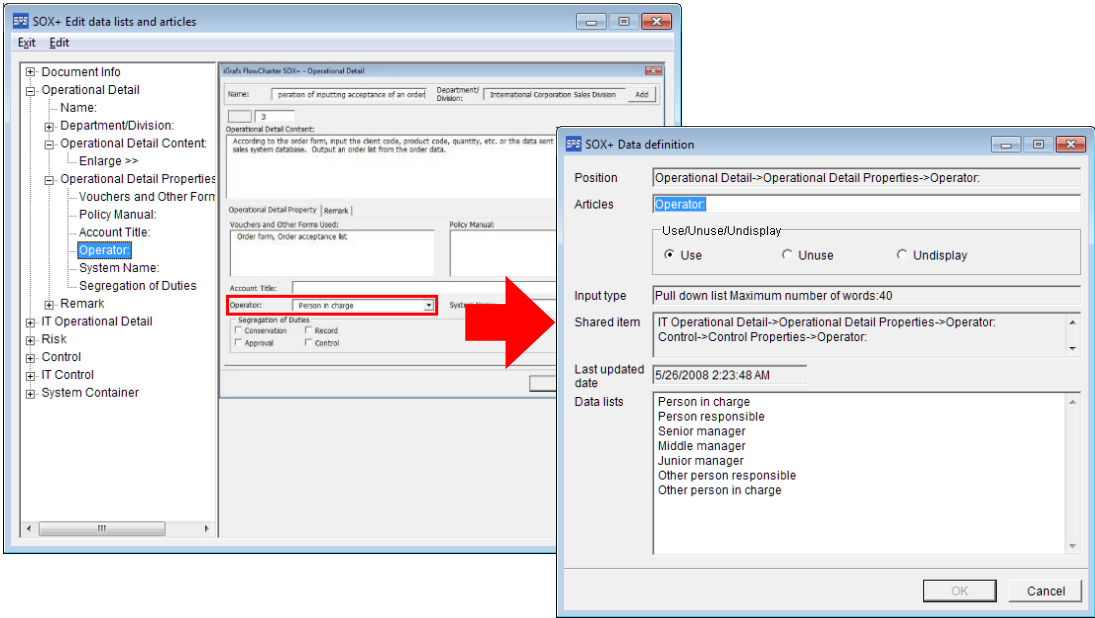 SPS SOX+ Edit data lists and articles
Exit Edit
Document Info
Operational Detail
Name:
Department/Division:
Operational Detail Content:
Enlarge >>
Operational Detail Properties
Vouchers and Other Form
Policy Manual:
Account Title:
Operator:
System Name:
Segregation of Duties
Remark
IT Operational Detail
Risk
Control
IT Control
System Container
iGrafx FlowCharter SOX+ - Operational Detail
Name: peration of inputting acceptance of an order Department/ Division: International Corporation Sales Division Add
3
Operational Detail Content:
According to the order form, input the client code, product code, quantity, etc. or the data sent
sales system database. Output an order list from the order data.
Operational Detail Property Remark
Vouchers and Other Forms Used: Policy Manual:
Order form, Order acceptance list
Account Title:
Operator: Person in charge System Name:
Segregation of Duties
Conservation Record
Approval Control
SPS SOX+ Data definition
Position Operational Detail->Operational Detail Properties->Operator:
Articles Operator:
Use/Unuse/Undisplay
Use Unuse Undisplay
Input type Pull down list Maximum number of words:40
Shared item IT Operational Detail->Operational Detail Properties->Operator:
Control->Control Properties->Operator:
Last updated
date 5/26/2008 2:23:48 AM
Data lists Person in charge
Person responsible
Senior manager
Middle manager
Junior manager
Other person responsible
Other person in charge
OK Cancel